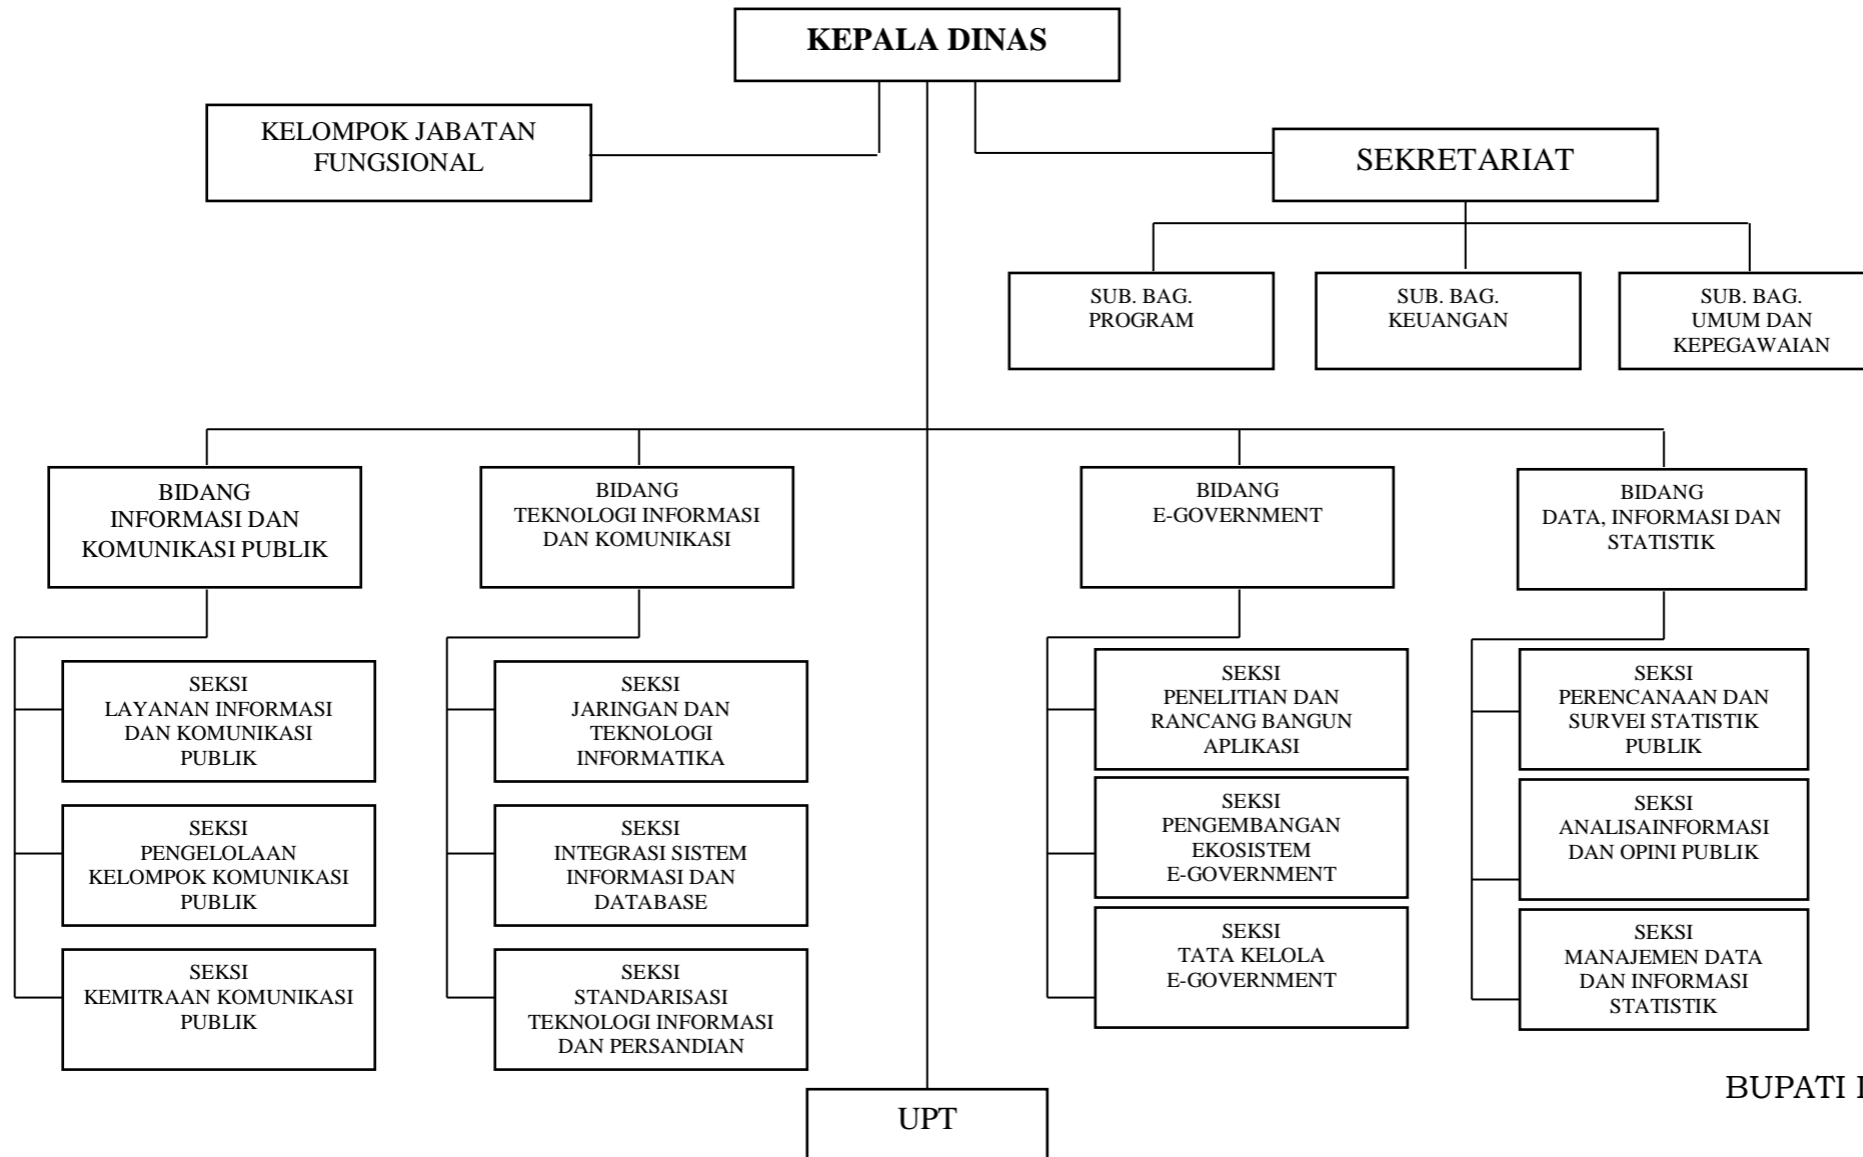 KEPALA DINAS
KELOMPOK JABATAN
FUNGSIONAL
SEKRETARIAT
SUB. BAG.
PROGRAM
SUB. BAG.
KEUANGAN
SUB. BAG.
UMUM DAN
KEPEGAWAIAN
BIDANG
INFORMASI DAN
KOMUNIKASI PUBLIK
BIDANG
TEKNOLOGI INFORMASI
DAN KOMUNIKASI
BIDANG
E-GOVERNMENT
BIDANG
DATA, INFORMASI DAN
STATISTIK
SEKSI
LAYANAN INFORMASI
DAN KOMUNIKASI
PUBLIK
SEKSI
PENGELOLAAN
KELOMPOK KOMUNIKASI
PUBLIK
SEKSI
KEMITRAAN KOMUNIKASI
PUBLIK
SEKSI
JARINGAN DAN
TEKNOLOGI
INFORMATIKA
SEKSI
INTEGRASI SISTEM
INFORMASI DAN
DATABASE
SEKSI
STANDARISASI
TEKNOLOGI INFORMASI
DAN PERSANDIAN
SEKSI
PENELITIAN DAN
RANCANG BANGUN
APLIKASI
SEKSI
PENGEMBANGAN
EKOSISTEM
E-GOVERNMENT
SEKSI
TATA KELOLA
E-GOVERNMENT
SEKSI
PERENCANAAN DAN
SURVEI STATISTIK
PUBLIK
SEKSI
ANALISAINFORMASI
DAN OPINI PUBLIK
SEKSI
MANAJEMEN DATA
DAN INFORMASI
STATISTIK
UPT
BUPATI